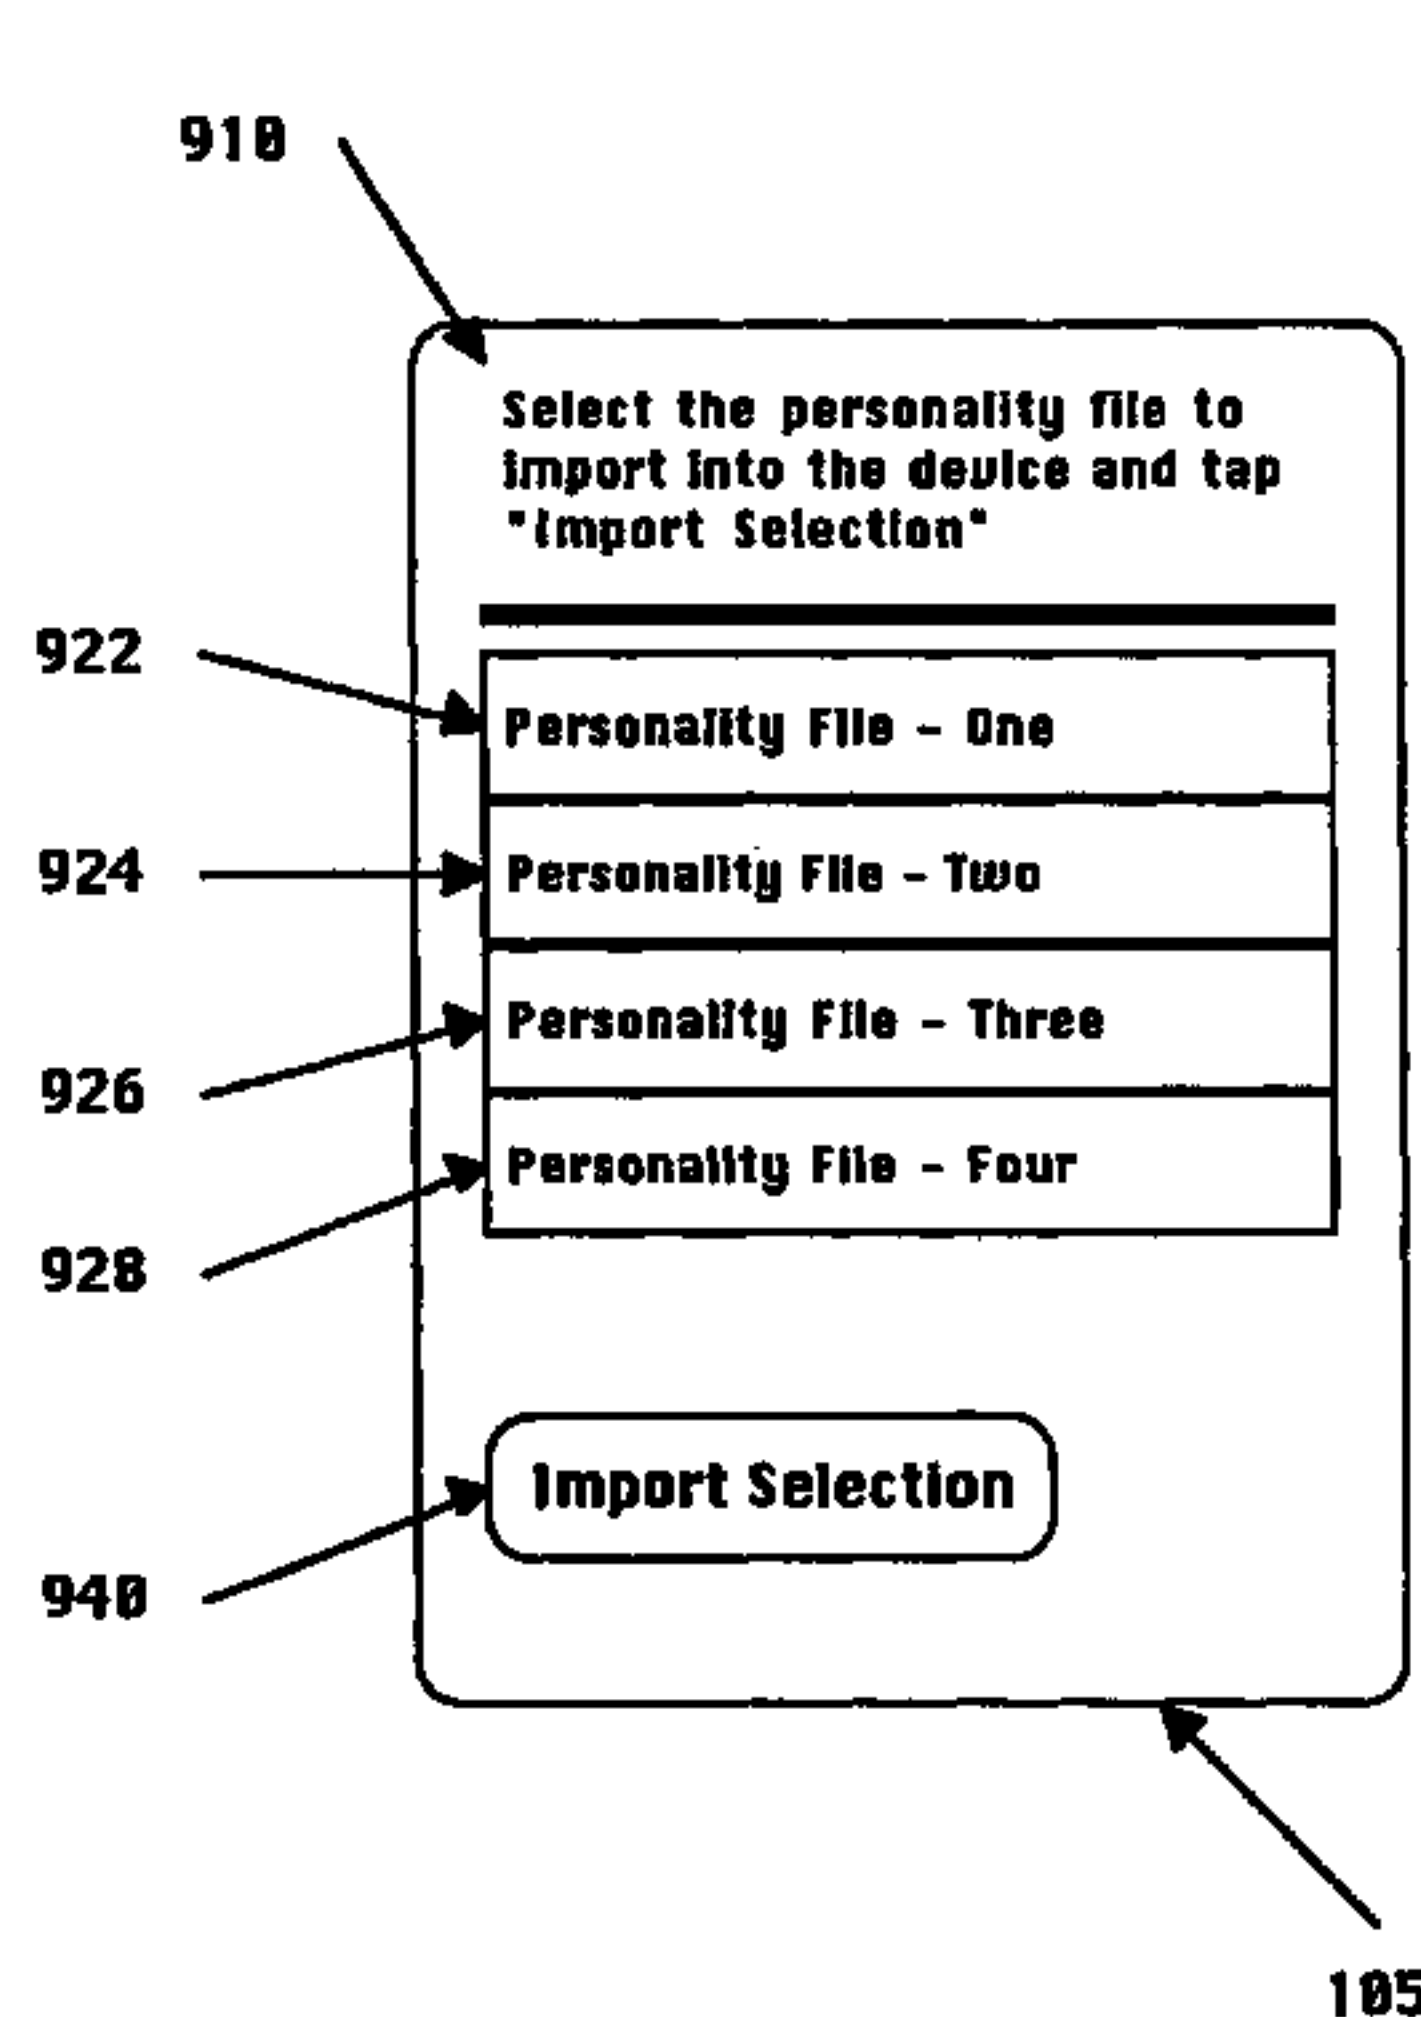 910
Select the personality file to
import into the device and tap
"Import Selection"
922
Personality File - One
924
Personality File - Two
926
Personality File - Three
928
Personality File - Four
Import Selection
940
105